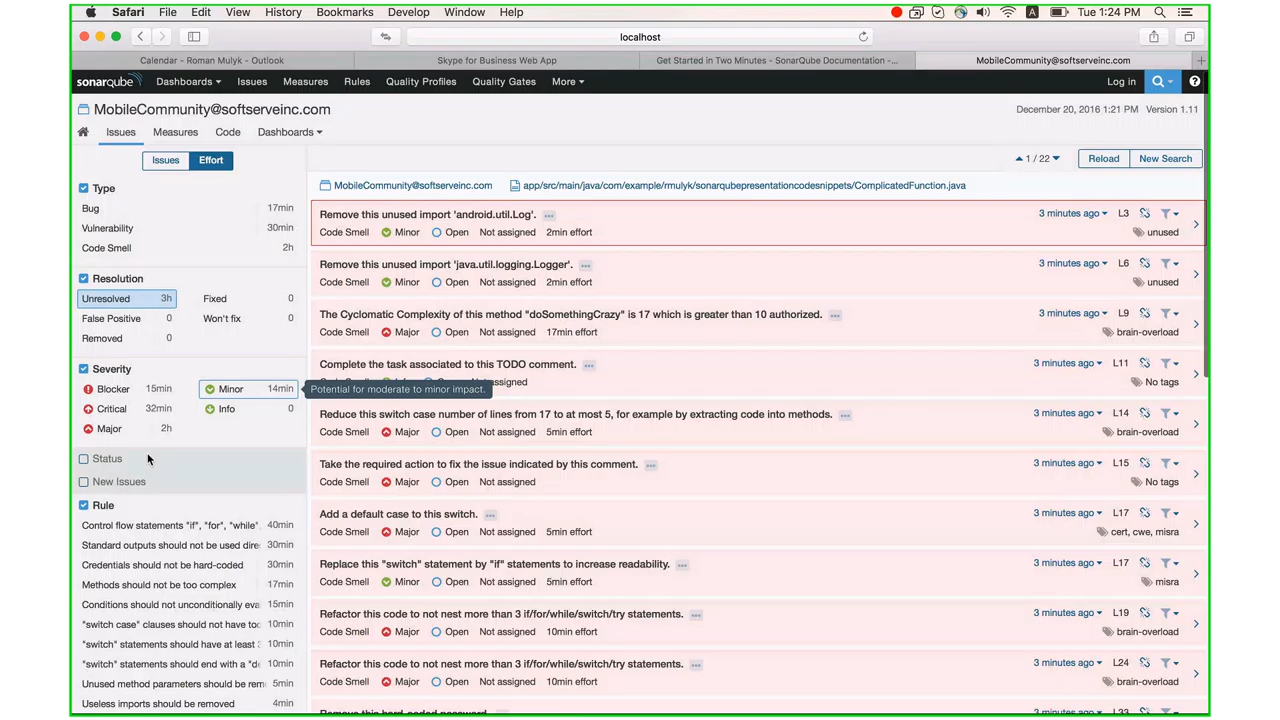 Safari File Edit View History Bookmarks Develop Window Help A Tue 1:24 PM
localhost
Calendar - Roman Mulyk - Outlook Skype for Business Web App Get Started in Two Minutes - SonarQube Documentation -... MobileCommunity@softserveinc.com +
sonarqube Dashboards Issues Measures Rules Quality Profiles Quality Gates More Log in ?
MobileCommunity@softserveinc.com December 20, 2016 1:21 PM Version 1.11
Issues Measures Code Dashboards
Issues Effort 1 / 22 Reload New Search
MobileCommunity@softserveinc.com app/src/main/java/com/example/rmulyk/sonarqubepresentationcodesnippets/ComplicatedFunction.java
Type
Bug 17min
Vulnerability 30min
Code Smell 2h
Resolution
Unresolved 3h Fixed 0
False Positive 0 Won't fix 0
Removed 0
Severity
Blocker 15min Minor 14min
Potential for moderate to minor impact.
Critical 32min Info 0
Major 2h
Status
New Issues
Rule
Control flow statements "if", "for", "while" 40min
Standard outputs should not be used dire 30min
Credentials should not be hard-coded 30min
Methods should not be too complex 17min
Conditions should not unconditionally eva 15min
"switch case" clauses should not have too 10min
"switch" statements should have at least 10min
"switch" statements should end with a "de 10min
Unused method parameters should be rem 5min
Useless imports should be removed 4min
Remove this unused import 'android.util.Log'. ... 3 minutes ago L3
Code Smell Minor Open Not assigned 2min effort unused
Remove this unused import 'java.util.logging.Logger'. ... 3 minutes ago L6
Code Smell Minor Open Not assigned 2min effort unused
The Cyclomatic Complexity of this method "doSomethingCrazy" is 17 which is greater than 10 authorized. ... 3 minutes ago L9
Code Smell Major Open Not assigned 17min effort brain-overload
Complete the task associated to this TODO comment. ... 3 minutes ago L11
assigned No tags
Reduce this switch case number of lines from 17 to at most 5, for example by extracting code into methods. ... 3 minutes ago L14
Code Smell Major Open Not assigned 5min effort brain-overload
Take the required action to fix the issue indicated by this comment. ... 3 minutes ago L15
Code Smell Major Open Not assigned No tags
Add a default case to this switch. ... 3 minutes ago L17
Code Smell Major Open Not assigned 5min effort cert, cwe, misra
Replace this "switch" statement by "if" statements to increase readability. ... 3 minutes ago L17
Code Smell Minor Open Not assigned 5min effort misra
Refactor this code to not nest more than 3 if/for/while/switch/try statements. ... 3 minutes ago L19
Code Smell Major Open Not assigned 10min effort brain-overload
Refactor this code to not nest more than 3 if/for/while/switch/try statements. ... 3 minutes ago L24
Code Smell Major Open Not assigned 10min effort brain-overload
Remove this hard-coded password. ... 3 minutes ago L33